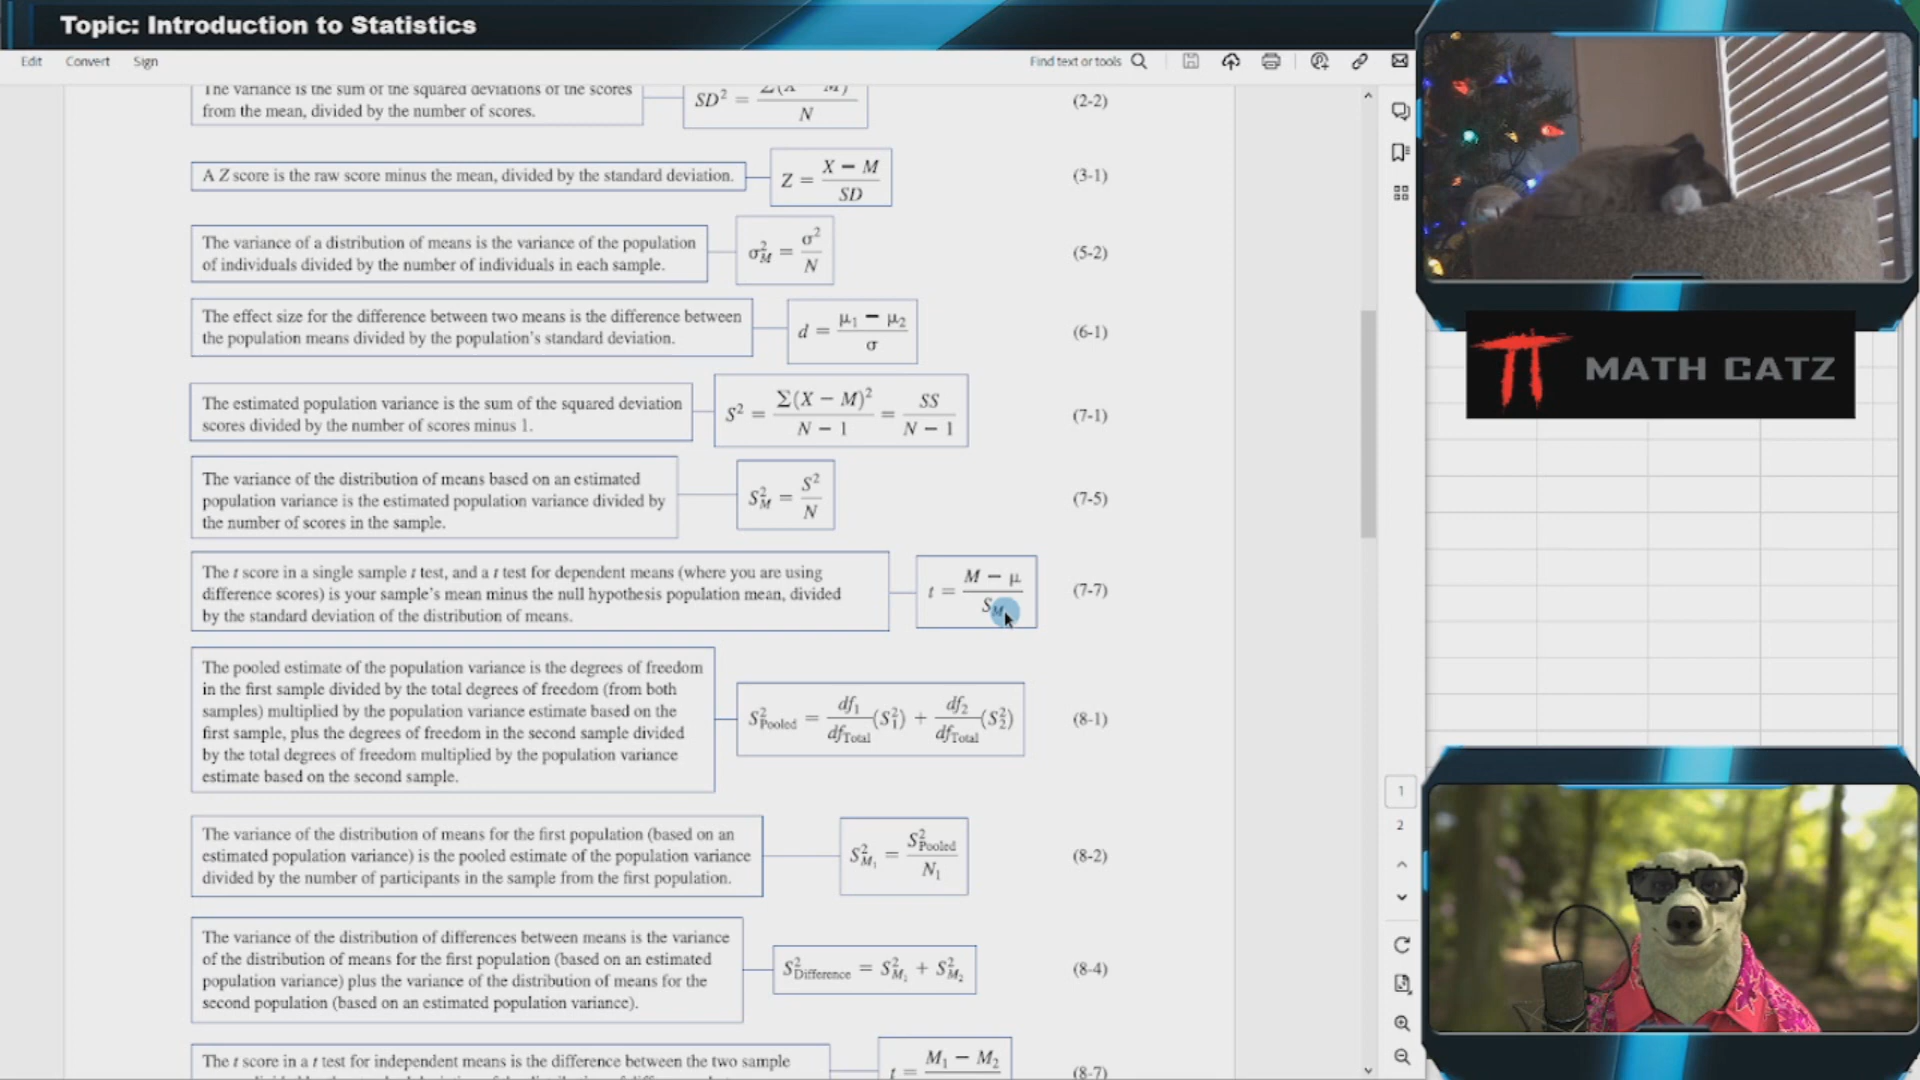 Topic: Introduction to Statistics
Edit Convert Sign Find text or tools
The variance is the sum of the squared deviations of the scores
from the mean, divided by the number of scores.
SD² = Σ(X − M)² / N (2-2)
A Z score is the raw score minus the mean, divided by the standard deviation.
Z = X − M / SD (3-1)
The variance of a distribution of means is the variance of the population
of individuals divided by the number of individuals in each sample.
σ²M = σ² / N (5-2)
The effect size for the difference between two means is the difference between
the population means divided by the population's standard deviation.
d = μ₁ − μ₂ / σ (6-1)
The estimated population variance is the sum of the squared deviation
scores divided by the number of scores minus 1.
S² = Σ(X − M)² / N − 1 = SS / N − 1 (7-1)
The variance of the distribution of means based on an estimated
population variance is the estimated population variance divided by
the number of scores in the sample.
S²M = S² / N (7-5)
The t score in a single sample t test, and a t test for dependent means (where you are using
difference scores) is your sample's mean minus the null hypothesis population mean, divided
by the standard deviation of the distribution of means.
t = M − μ / SM (7-7)
The pooled estimate of the population variance is the degrees of freedom
in the first sample divided by the total degrees of freedom (from both
samples) multiplied by the population variance estimate based on the
first sample, plus the degrees of freedom in the second sample divided
by the total degrees of freedom multiplied by the population variance
estimate based on the second sample.
S²Pooled = df₁ / dfTotal (S²₁) + df₂ / dfTotal (S²₂) (8-1)
The variance of the distribution of means for the first population (based on an
estimated population variance) is the pooled estimate of the population variance
divided by the number of participants in the sample from the first population.
S²M₁ = S²Pooled / N₁ (8-2)
The variance of the distribution of differences between means is the variance
of the distribution of means for the first population (based on an estimated
population variance) plus the variance of the distribution of means for the
second population (based on an estimated population variance).
S²Difference = S²M₁ + S²M₂ (8-4)
The t score in a t test for independent means is the difference between the two sample
t = M₁ − M₂ (8-7)
1
2
MATH CATZ